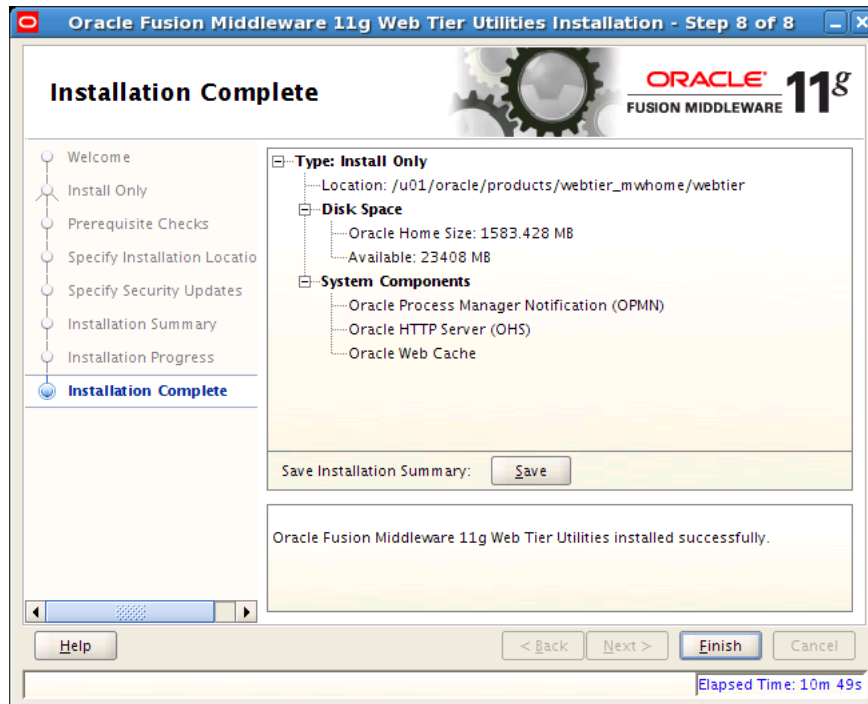 Oracle Fusion Middleware 11g Web Tier Utilities Installation - Step 8 of 8
Installation Complete
ORACLE
FUSION MIDDLEWARE 11g
Welcome
Install Only
Prerequisite Checks
Specify Installation Locatio
Specify Security Updates
Installation Summary
Installation Progress
Installation Complete
Type: Install Only
Location: /u01/oracle/products/webtier_mwhome/webtier
Disk Space
Oracle Home Size: 1583.428 MB
Available: 23408 MB
System Components
Oracle Process Manager Notification (OPMN)
Oracle HTTP Server (OHS)
Oracle Web Cache
Save Installation Summary: Save
Oracle Fusion Middleware 11g Web Tier Utilities installed successfully.
Help < Back Next > Finish Cancel
Elapsed Time: 10m 49s